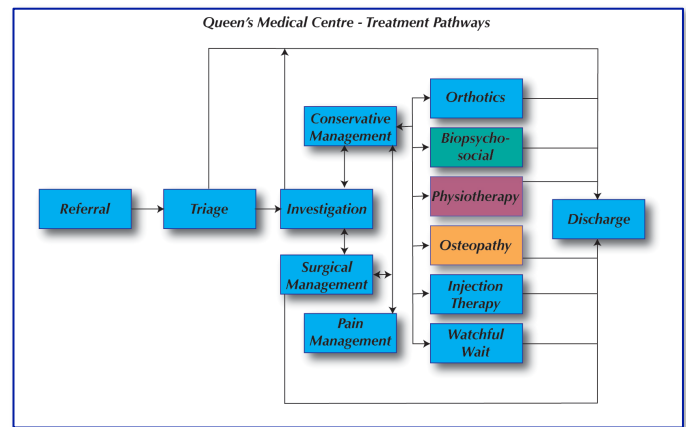 Queen's Medical Centre - Treatment Pathways
Orthotics
Conservative
Management
Biopsycho-
social
Referral
Triage
Investigation
Physiotherapy
Discharge
Osteopathy
Surgical
Management
Injection
Therapy
Pain
Management
Watchful
Wait